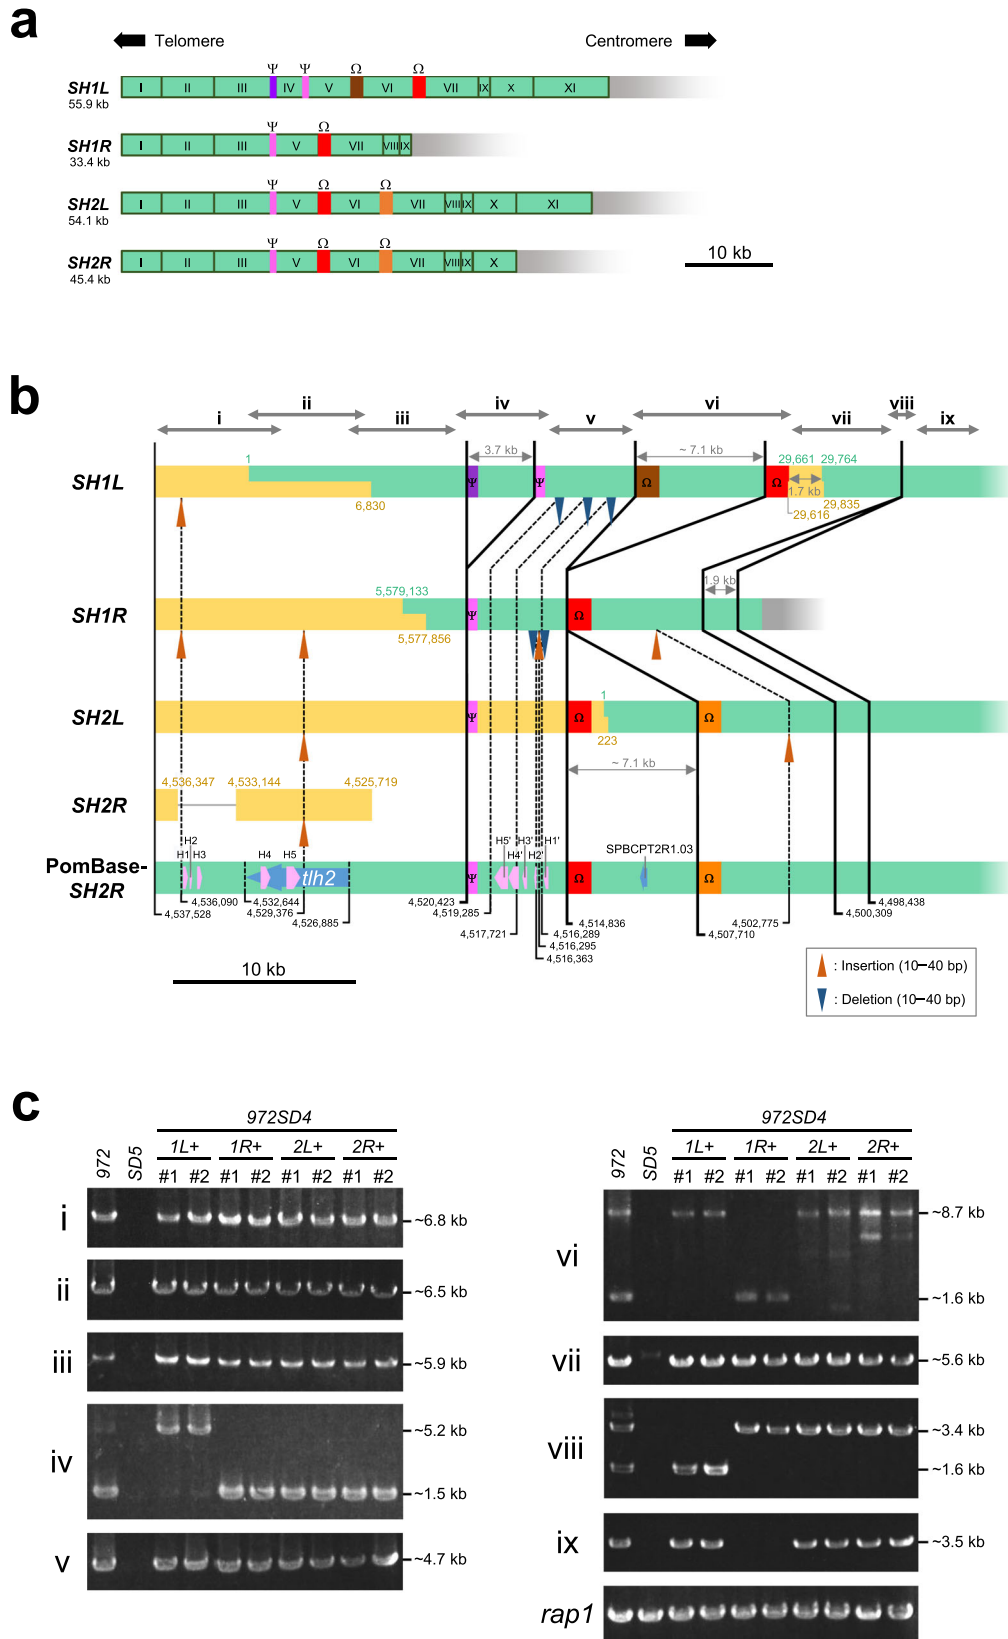 a
Telomere
Centromere
Ψ Ψ Ω Ω
SH1L I II III IV V VI VII IX X XI
55.9 kb
Ψ Ω
SH1R I II III V VII VIII IX
33.4 kb
Ψ Ω Ω
SH2L I II III V VI VII VIII IX X XI
54.1 kb
Ψ Ω Ω
SH2R I II III V VI VII VIII IX X
45.4 kb
10 kb
b
ii iv vi viii
i iii v vii ix
1 3.7 kb ~ 7.1 kb 29,661 29,764
SH1L Ψ Ψ Ω Ω 1.7 kb
6,830 29,835
29,616
5,579,133 1.9 kb
SH1R Ψ Ω
5,577,856
1
SH2L Ψ Ω Ω
223
~ 7.1 kb
4,536,347 4,533,144 4,525,719
SH2R
PomBase-
SH2R
H2
H1 H3 H4 H5 tlh2 Ψ H5' H4' H3' H2' H1' Ω SPBCPT2R1.03 Ω
4,536,090 4,532,644 4,520,423 4,514,836 4,502,775 4,498,438
4,537,528 4,529,376 4,519,285 4,500,309
4,526,885 4,517,721 4,516,289 4,507,710
4,516,295
4,516,363
10 kb
: Insertion (10–40 bp)
: Deletion (10–40 bp)
c
972SD4
972 SD5 1L+ 1R+ 2L+ 2R+
#1 #2 #1 #2 #1 #2 #1 #2
i ~6.8 kb
ii ~6.5 kb
iii ~5.9 kb
iv ~5.2 kb
~1.5 kb
v ~4.7 kb
972SD4
972 SD5 1L+ 1R+ 2L+ 2R+
#1 #2 #1 #2 #1 #2 #1 #2
vi ~8.7 kb
~1.6 kb
vii ~5.6 kb
viii ~3.4 kb
~1.6 kb
ix ~3.5 kb
rap1